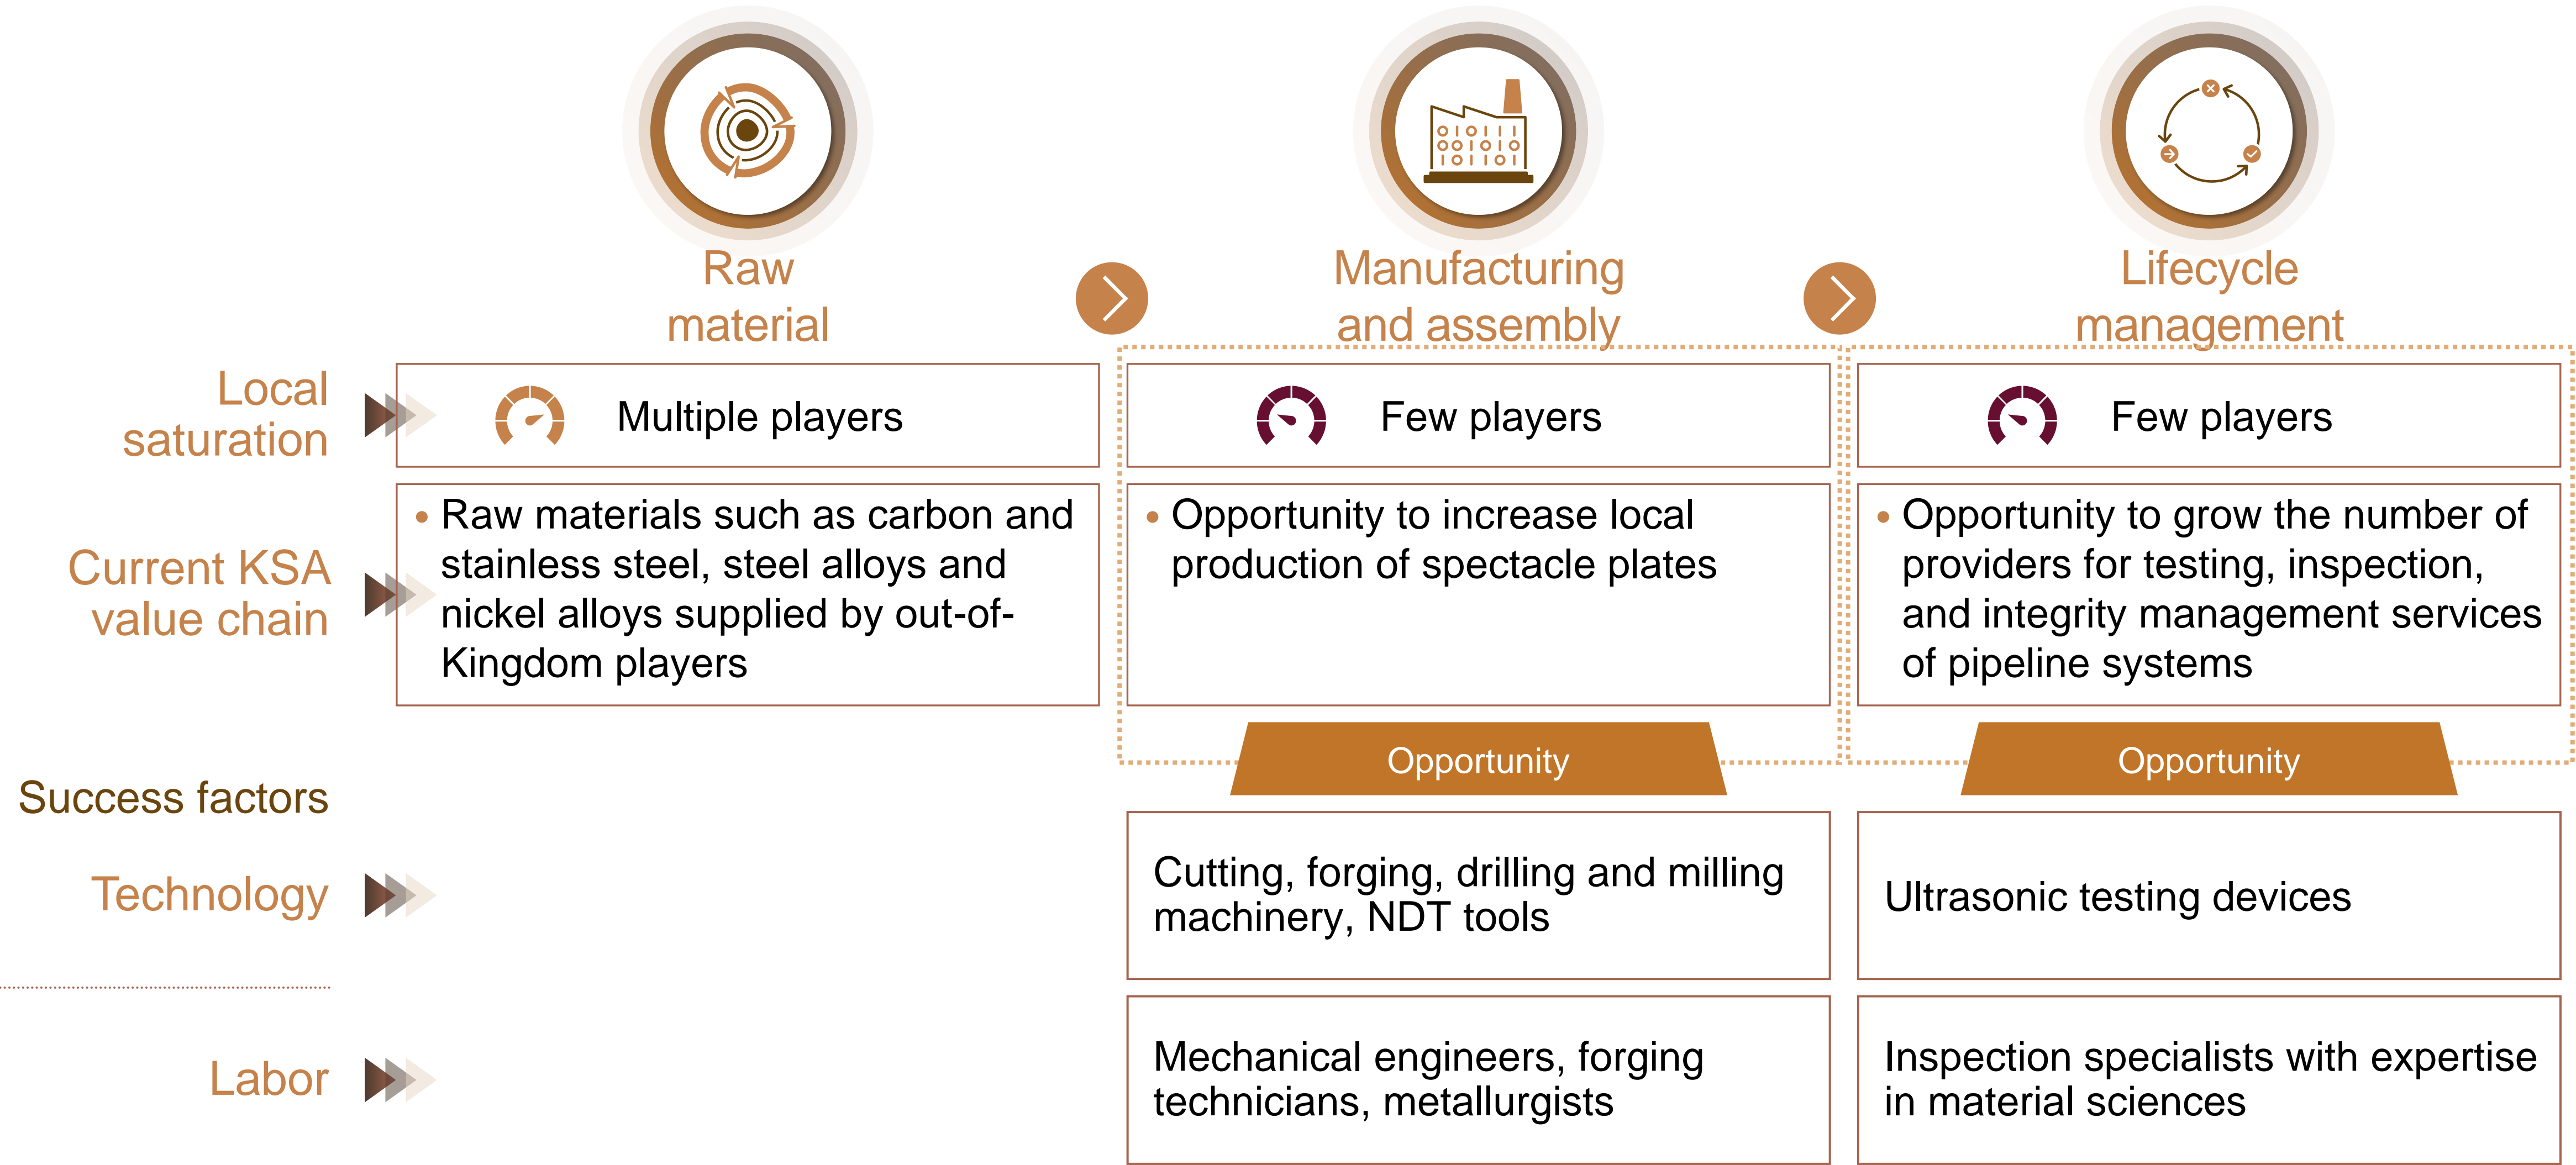 Raw
material
Manufacturing
and assembly
Lifecycle
management
Local
saturation
Multiple players
Few players
Few players
Current KSA
value chain
• Raw materials such as carbon and
stainless steel, steel alloys and
nickel alloys supplied by out-of-
Kingdom players
• Opportunity to increase local
production of spectacle plates
• Opportunity to grow the number of
providers for testing, inspection,
and integrity management services
of pipeline systems
Opportunity
Opportunity
Success factors
Technology
Cutting, forging, drilling and milling
machinery, NDT tools
Ultrasonic testing devices
Labor
Mechanical engineers, forging
technicians, metallurgists
Inspection specialists with expertise
in material sciences